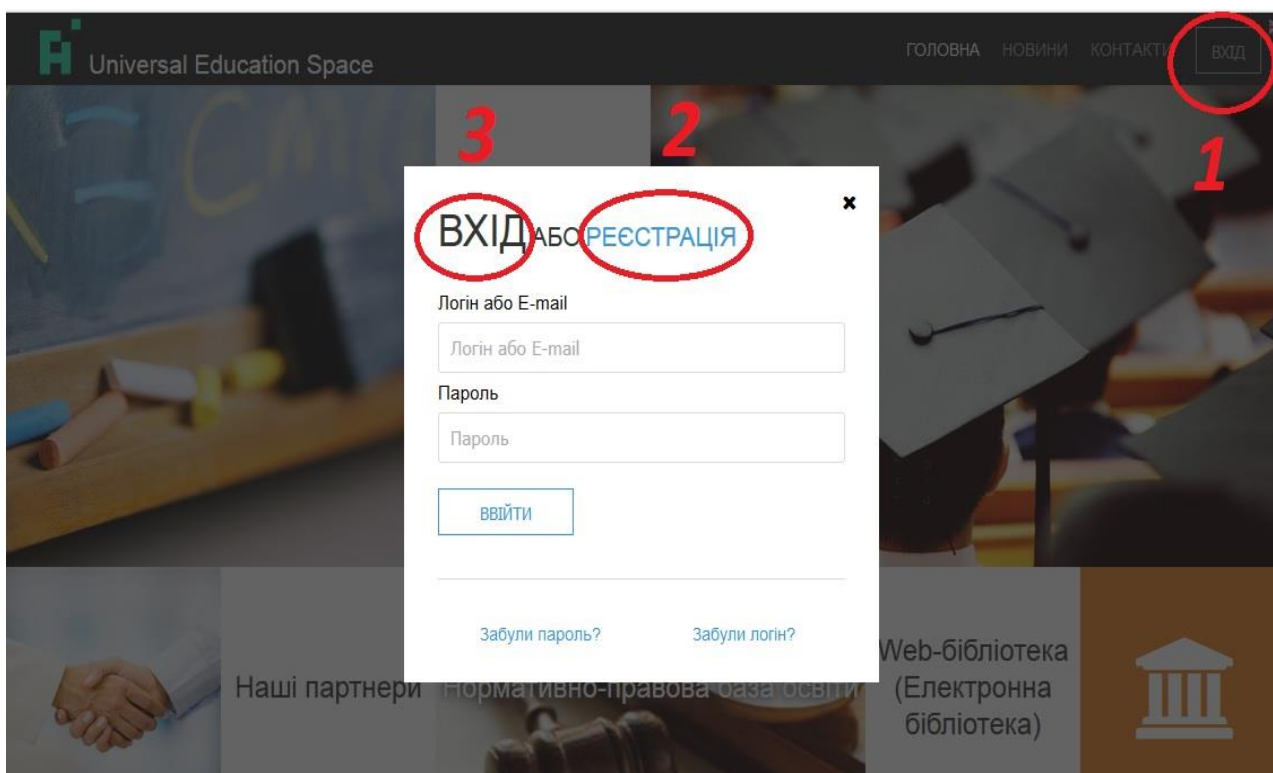 Universal Education Space
ГОЛОВНА НОВИНИ КОНТАКТИ ВХІД
3 2 1
ВХІД АБО РЕЄСТРАЦІЯ
Логін або E-mail
Логін або E-mail
Пароль
Пароль
ВВІЙТИ
Забули пароль? Забули логін?
Наші партнери
Нормативно-правова база освіти
Web-бібліотека
(Електронна
бібліотека)